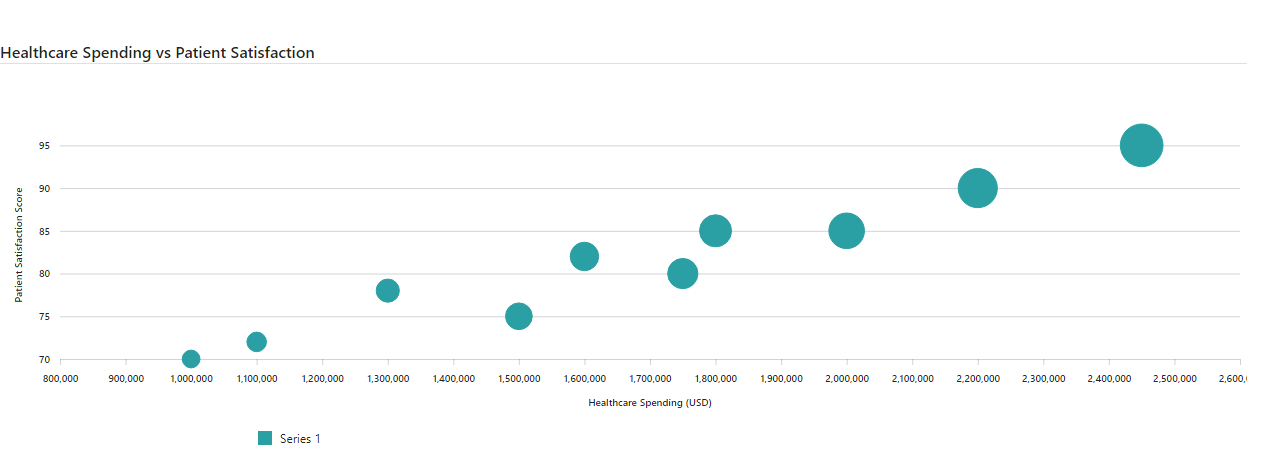 Healthcare Spending vs Patient Satisfaction
Patient Satisfaction Score
95
90
85
80
75
70
800,000 900,000 1,000,000 1,100,000 1,200,000 1,300,000 1,400,000 1,500,000 1,600,000 1,700,000 1,800,000 1,900,000 2,000,000 2,100,000 2,200,000 2,300,000 2,400,000 2,500,000 2,600,
Healthcare Spending (USD)
Series 1